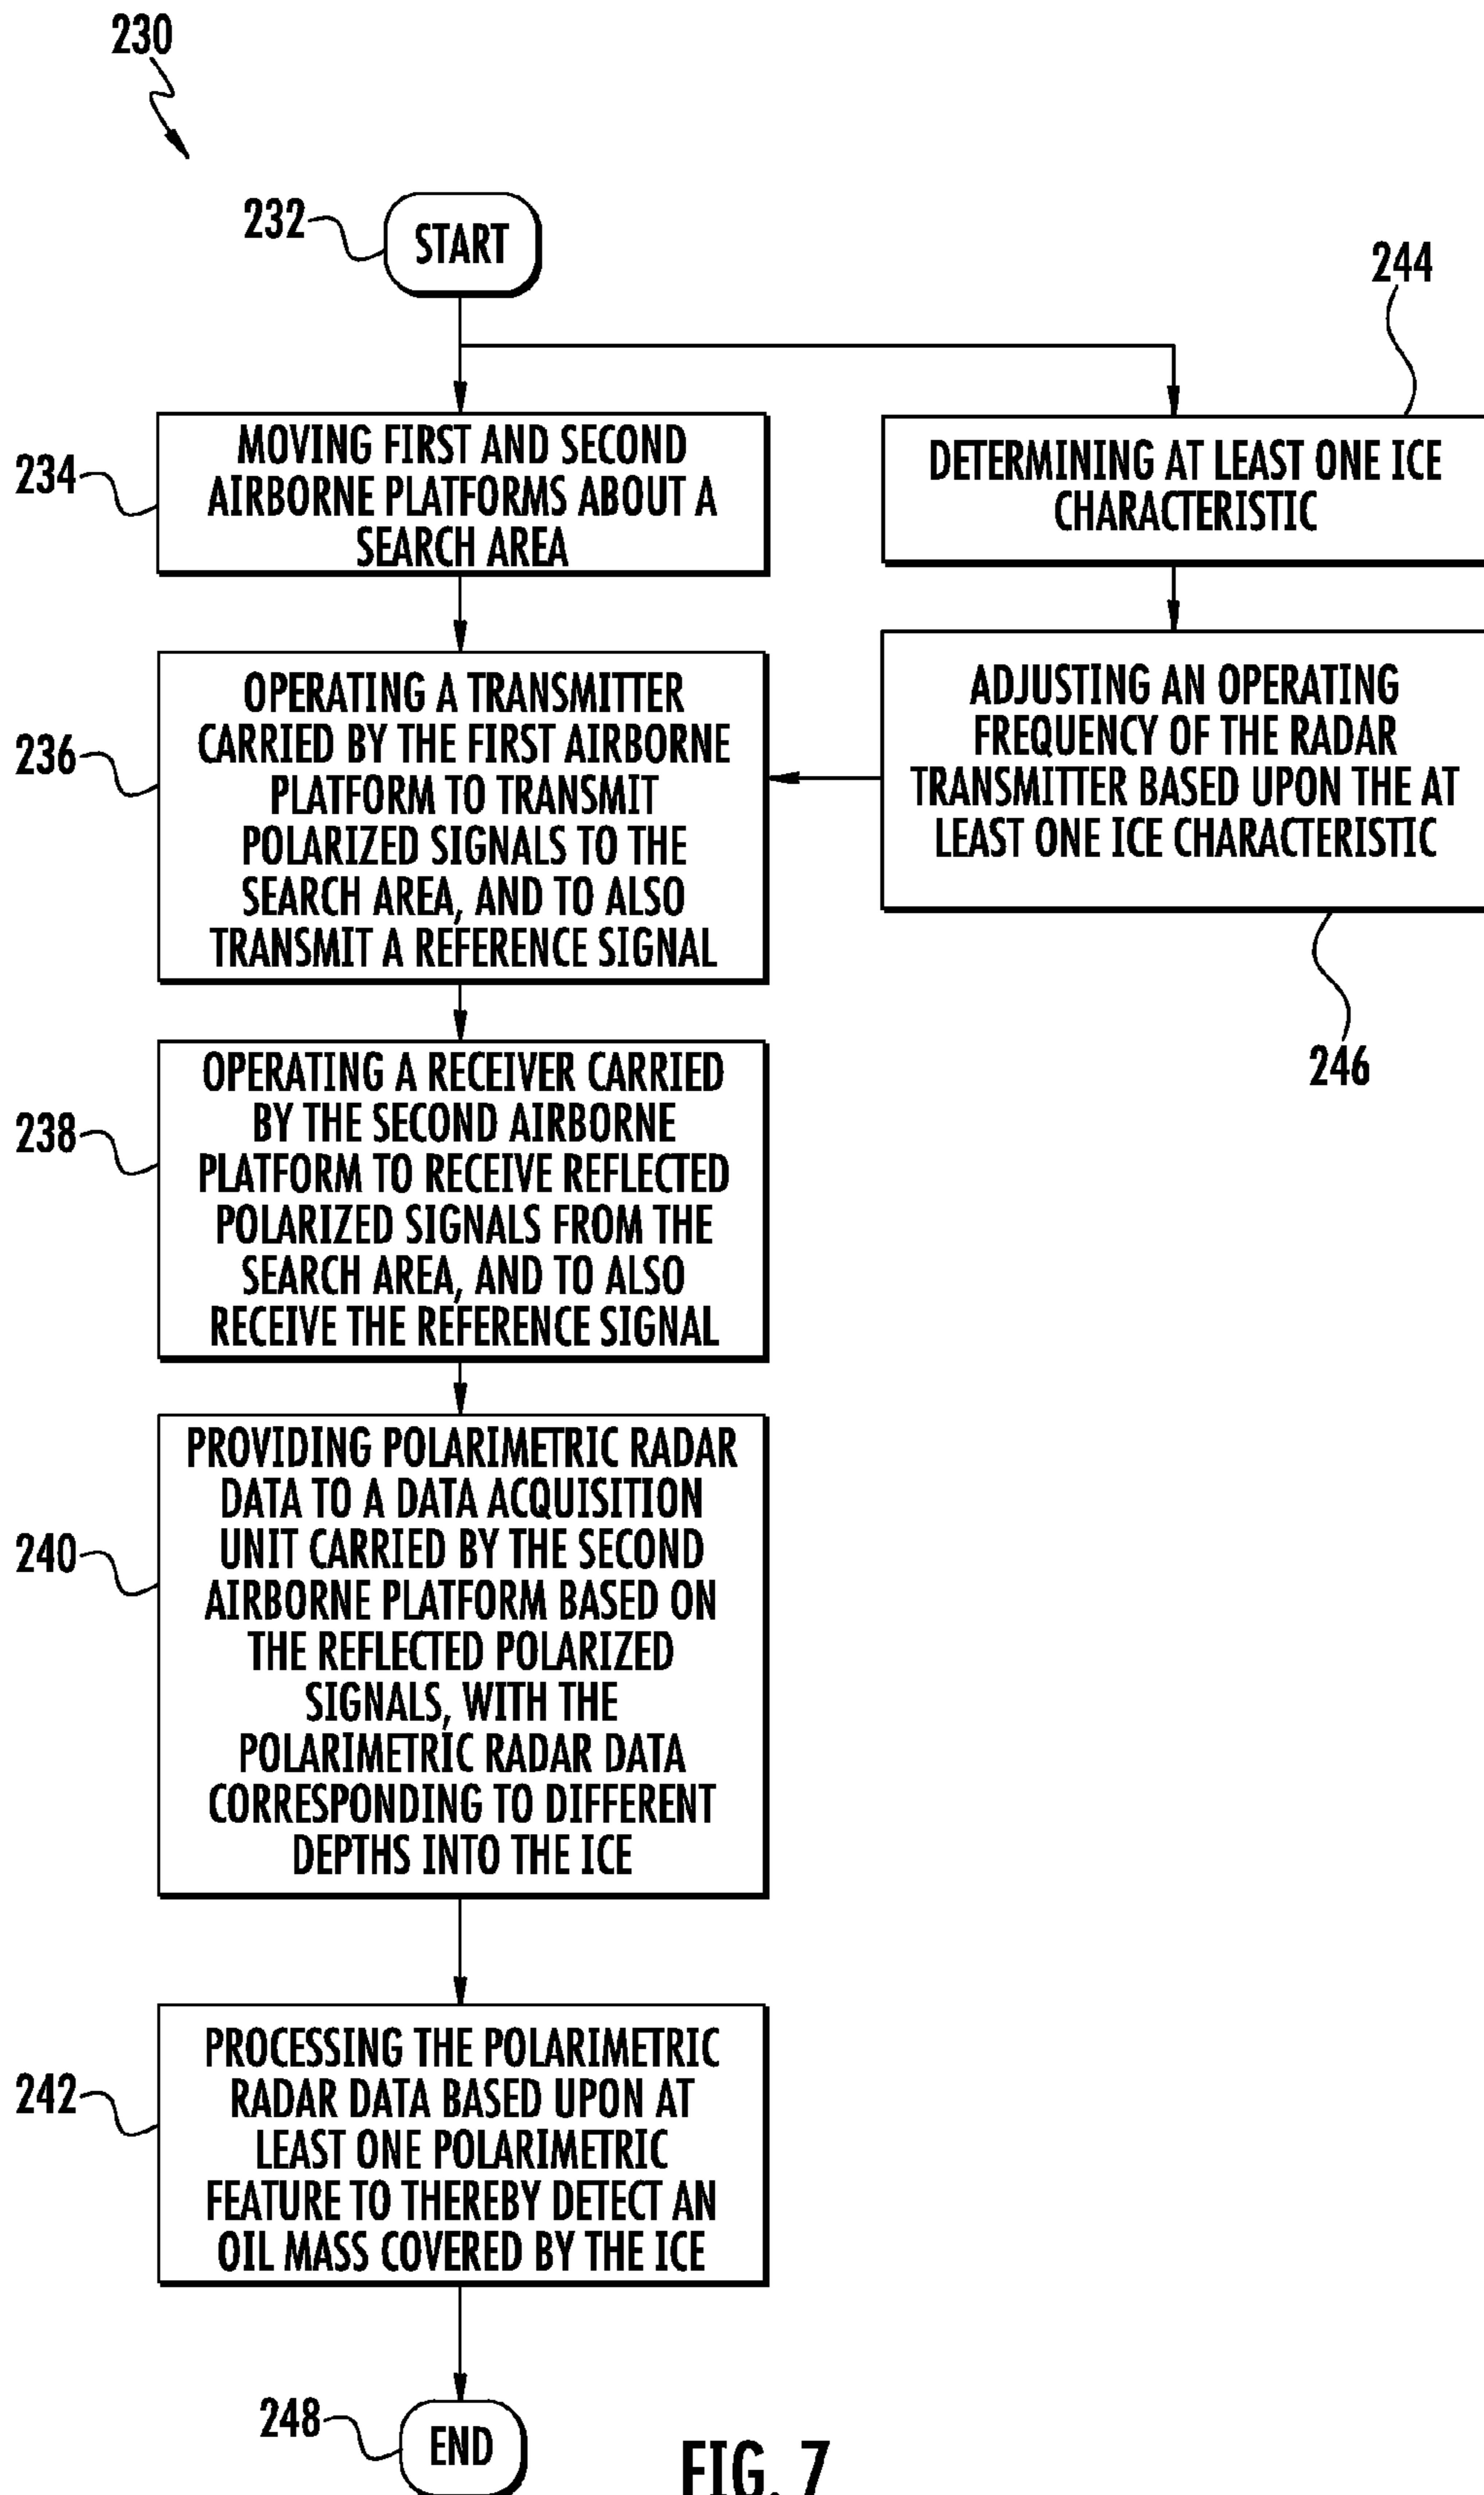 230
232
START
244
234
MOVING FIRST AND SECOND
AIRBORNE PLATFORMS ABOUT A
SEARCH AREA
DETERMINING AT LEAST ONE ICE
CHARACTERISTIC
236
OPERATING A TRANSMITTER
CARRIED BY THE FIRST AIRBORNE
PLATFORM TO TRANSMIT
POLARIZED SIGNALS TO THE
SEARCH AREA, AND TO ALSO
TRANSMIT A REFERENCE SIGNAL
ADJUSTING AN OPERATING
FREQUENCY OF THE RADAR
TRANSMITTER BASED UPON THE AT
LEAST ONE ICE CHARACTERISTIC
246
238
OPERATING A RECEIVER CARRIED
BY THE SECOND AIRBORNE
PLATFORM TO RECEIVE REFLECTED
POLARIZED SIGNALS FROM THE
SEARCH AREA, AND TO ALSO
RECEIVE THE REFERENCE SIGNAL
240
PROVIDING POLARIMETRIC RADAR
DATA TO A DATA ACQUISITION
UNIT CARRIED BY THE SECOND
AIRBORNE PLATFORM BASED ON
THE REFLECTED POLARIZED
SIGNALS, WITH THE
POLARIMETRIC RADAR DATA
CORRESPONDING TO DIFFERENT
DEPTHS INTO THE ICE
242
PROCESSING THE POLARIMETRIC
RADAR DATA BASED UPON AT
LEAST ONE POLARIMETRIC
FEATURE TO THEREBY DETECT AN
OIL MASS COVERED BY THE ICE
248
END
FIG. 7